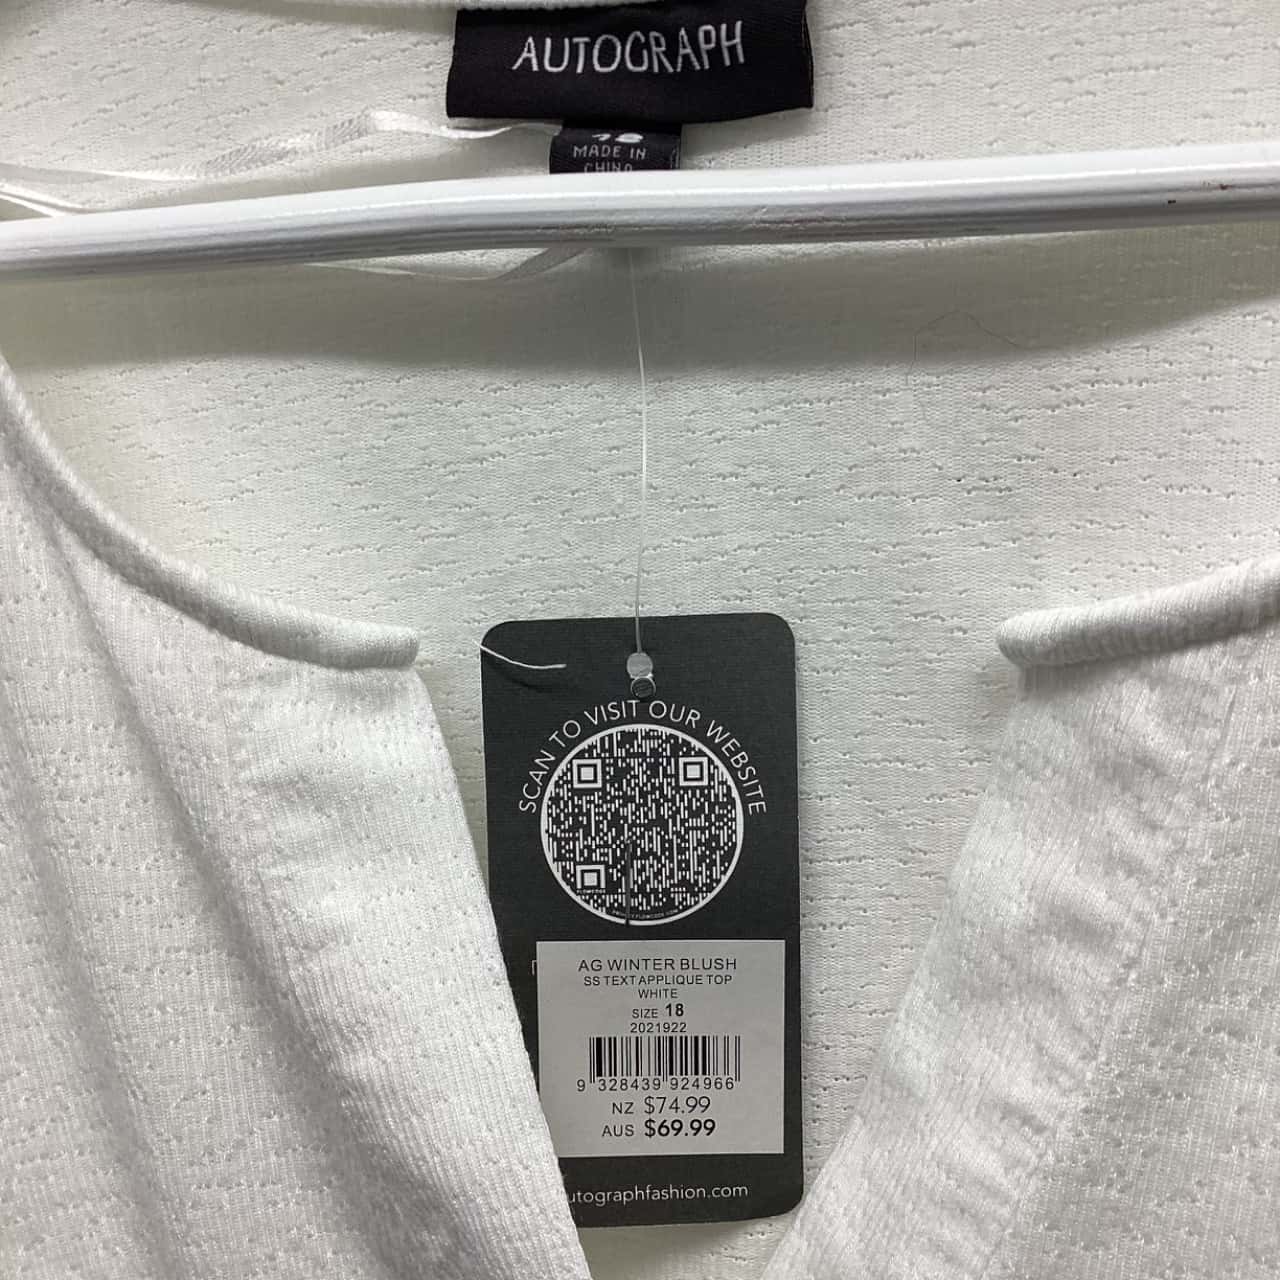 AUTOGRAPH
18
MADE IN
CHINA
SCAN TO VISIT OUR WEBSITE
AG WINTER BLUSH
SS TEXT APPLIQUE TOP
WHITE
SIZE 18
2021922
9 328439 924966
NZ $74.99
AUS $69.99
utographfashion.com